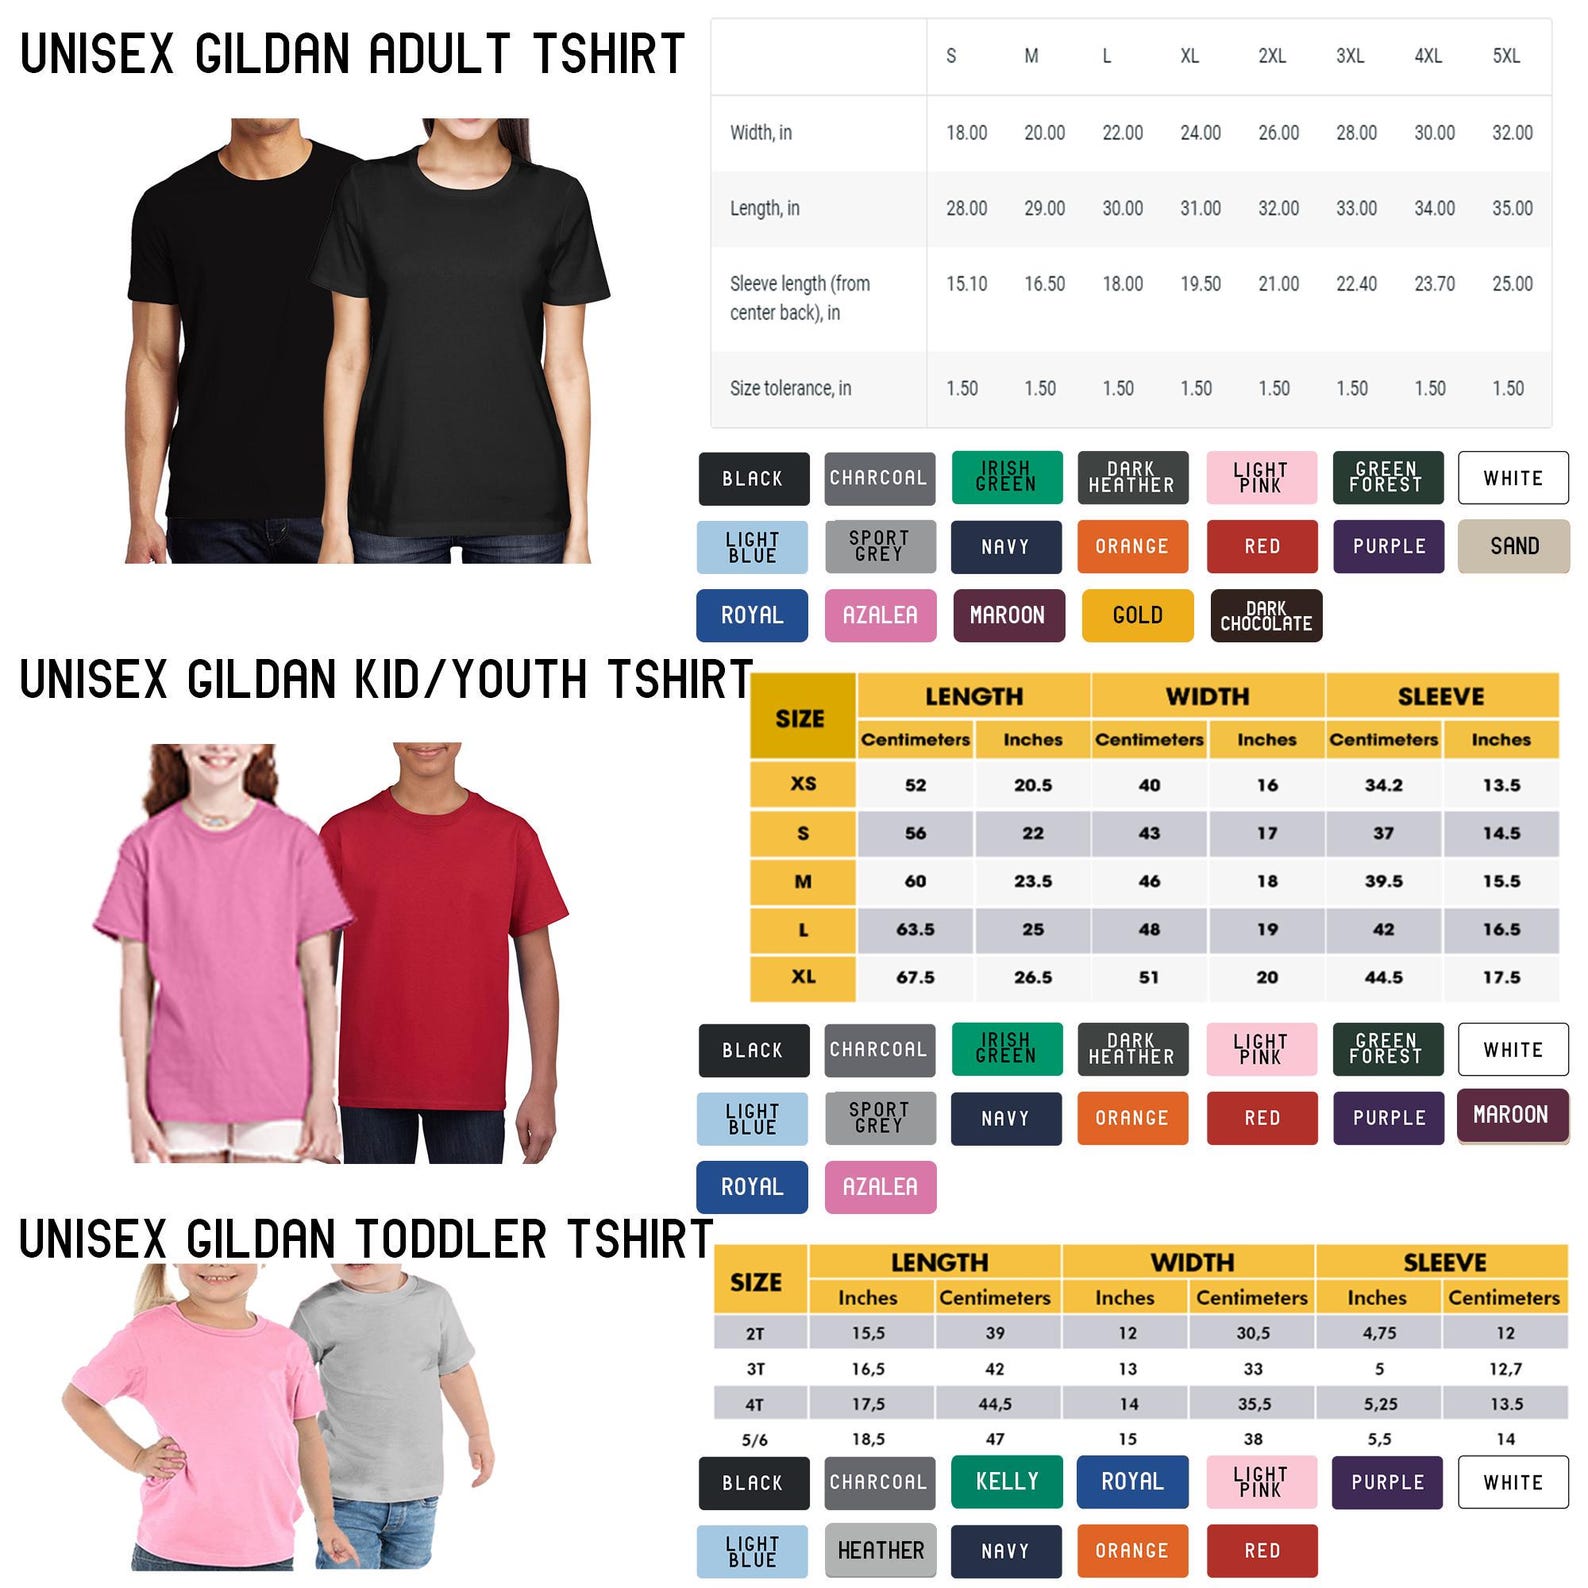 UNISEX GILDAN ADULT TSHIRT
S M L XL 2XL 3XL 4XL 5XL
Width, in 18.00 20.00 22.00 24.00 26.00 28.00 30.00 32.00
Length, in 28.00 29.00 30.00 31.00 32.00 33.00 34.00 35.00
Sleeve length (from
center back), in 15.10 16.50 18.00 19.50 21.00 22.40 23.70 25.00
Size tolerance, in 1.50 1.50 1.50 1.50 1.50 1.50 1.50 1.50
BLACK CHARCOAL IRISH GREEN DARK HEATHER LIGHT PINK GREEN FOREST WHITE
LIGHT BLUE SPORT GREY NAVY ORANGE RED PURPLE SAND
ROYAL AZALEA MAROON GOLD DARK CHOCOLATE
UNISEX GILDAN KID/YOUTH TSHIRT
SIZE LENGTH WIDTH SLEEVE
Centimeters Inches Centimeters Inches Centimeters Inches
XS 52 20.5 40 16 34.2 13.5
S 56 22 43 17 37 14.5
M 60 23.5 46 18 39.5 15.5
L 63.5 25 48 19 42 16.5
XL 67.5 26.5 51 20 44.5 17.5
BLACK CHARCOAL IRISH GREEN DARK HEATHER LIGHT PINK GREEN FOREST WHITE
LIGHT BLUE SPORT GREY NAVY ORANGE RED PURPLE MAROON
ROYAL AZALEA
UNISEX GILDAN TODDLER TSHIRT
SIZE LENGTH WIDTH SLEEVE
Inches Centimeters Inches Centimeters Inches Centimeters
2T 15,5 39 12 30,5 4,75 12
3T 16,5 42 13 33 5 12,7
4T 17,5 44,5 14 35,5 5,25 13.5
5/6 18,5 47 15 38 5,5 14
BLACK CHARCOAL KELLY ROYAL LIGHT PINK PURPLE WHITE
LIGHT BLUE HEATHER NAVY ORANGE RED